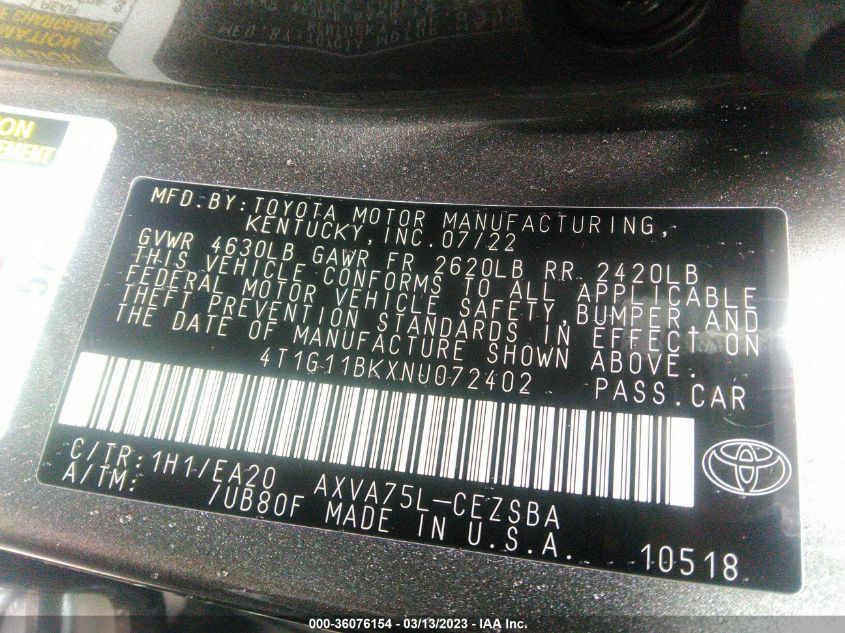 ION
EMENT
MFD.BY:TOYOTA MOTOR MANUFACTURING,
KENTUCKY,INC.07/22
GVWR 4630LB GAWR FR 2620LB RR 2420LB
THIS VEHICLE CONFORMS TO ALL APPLICABLE
FEDERAL MOTOR VEHICLE SAFETY,BUMPER,AND
THEFT PREVENTION STANDARDS IN EFFECT ON
THE DATE OF MANUFACTURE SHOWN ABOVE.
4T1G11BKXNU072402 PASS.CAR
C/TR:1H1/EA20 AXVA75L-CEZSBA
A/TM: /UB80F MADE IN U.S.A. 10518
000-36076154 - 03/13/2023 - IAA Inc.